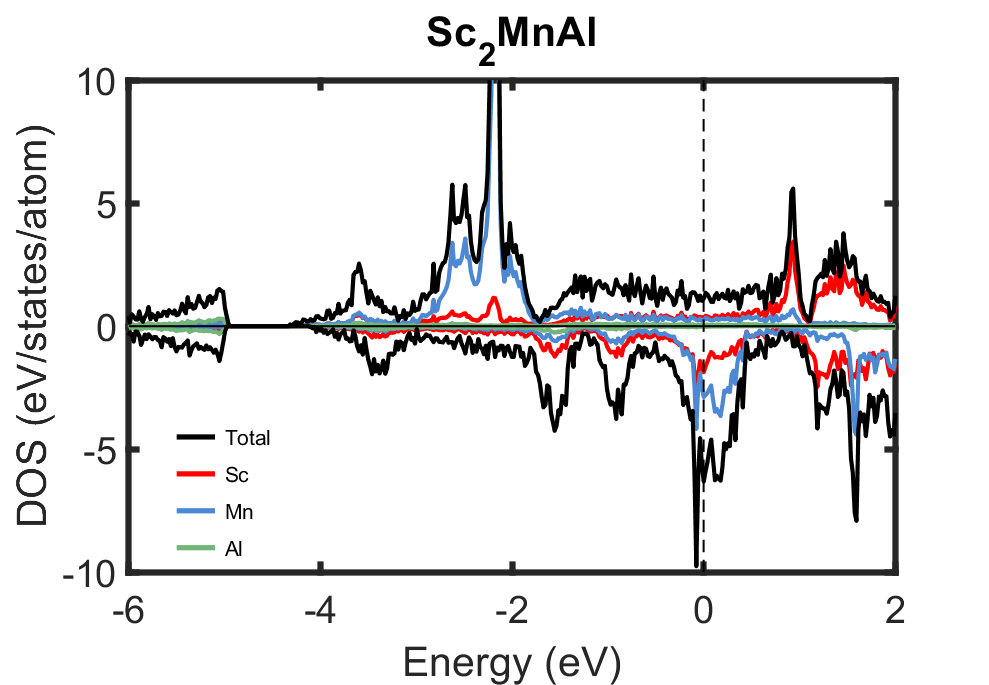 Sc₂MnAl
10
5
0
-5
-10
DOS (eV/states/atom)
Total
Sc
Mn
Al
-6 -4 -2 0 2
Energy (eV)